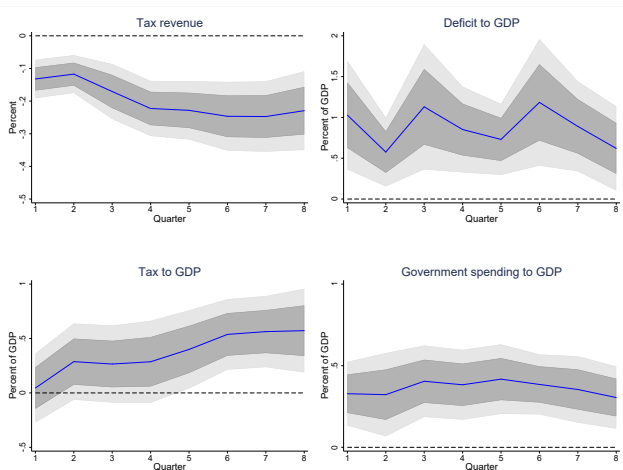 Tax revenue
Percent
0
-.1
-.2
-.3
-.4
-.5
1 2 3 4 5 6 7 8
Quarter
Deficit to GDP
Percent of GDP
2
1.5
1
.5
0
1 2 3 4 5 6 7 8
Quarter
Tax to GDP
Percent of GDP
1
.5
0
-.5
1 2 3 4 5 6 7 8
Quarter
Government spending to GDP
Percent of GDP
1
.5
0
1 2 3 4 5 6 7 8
Quarter